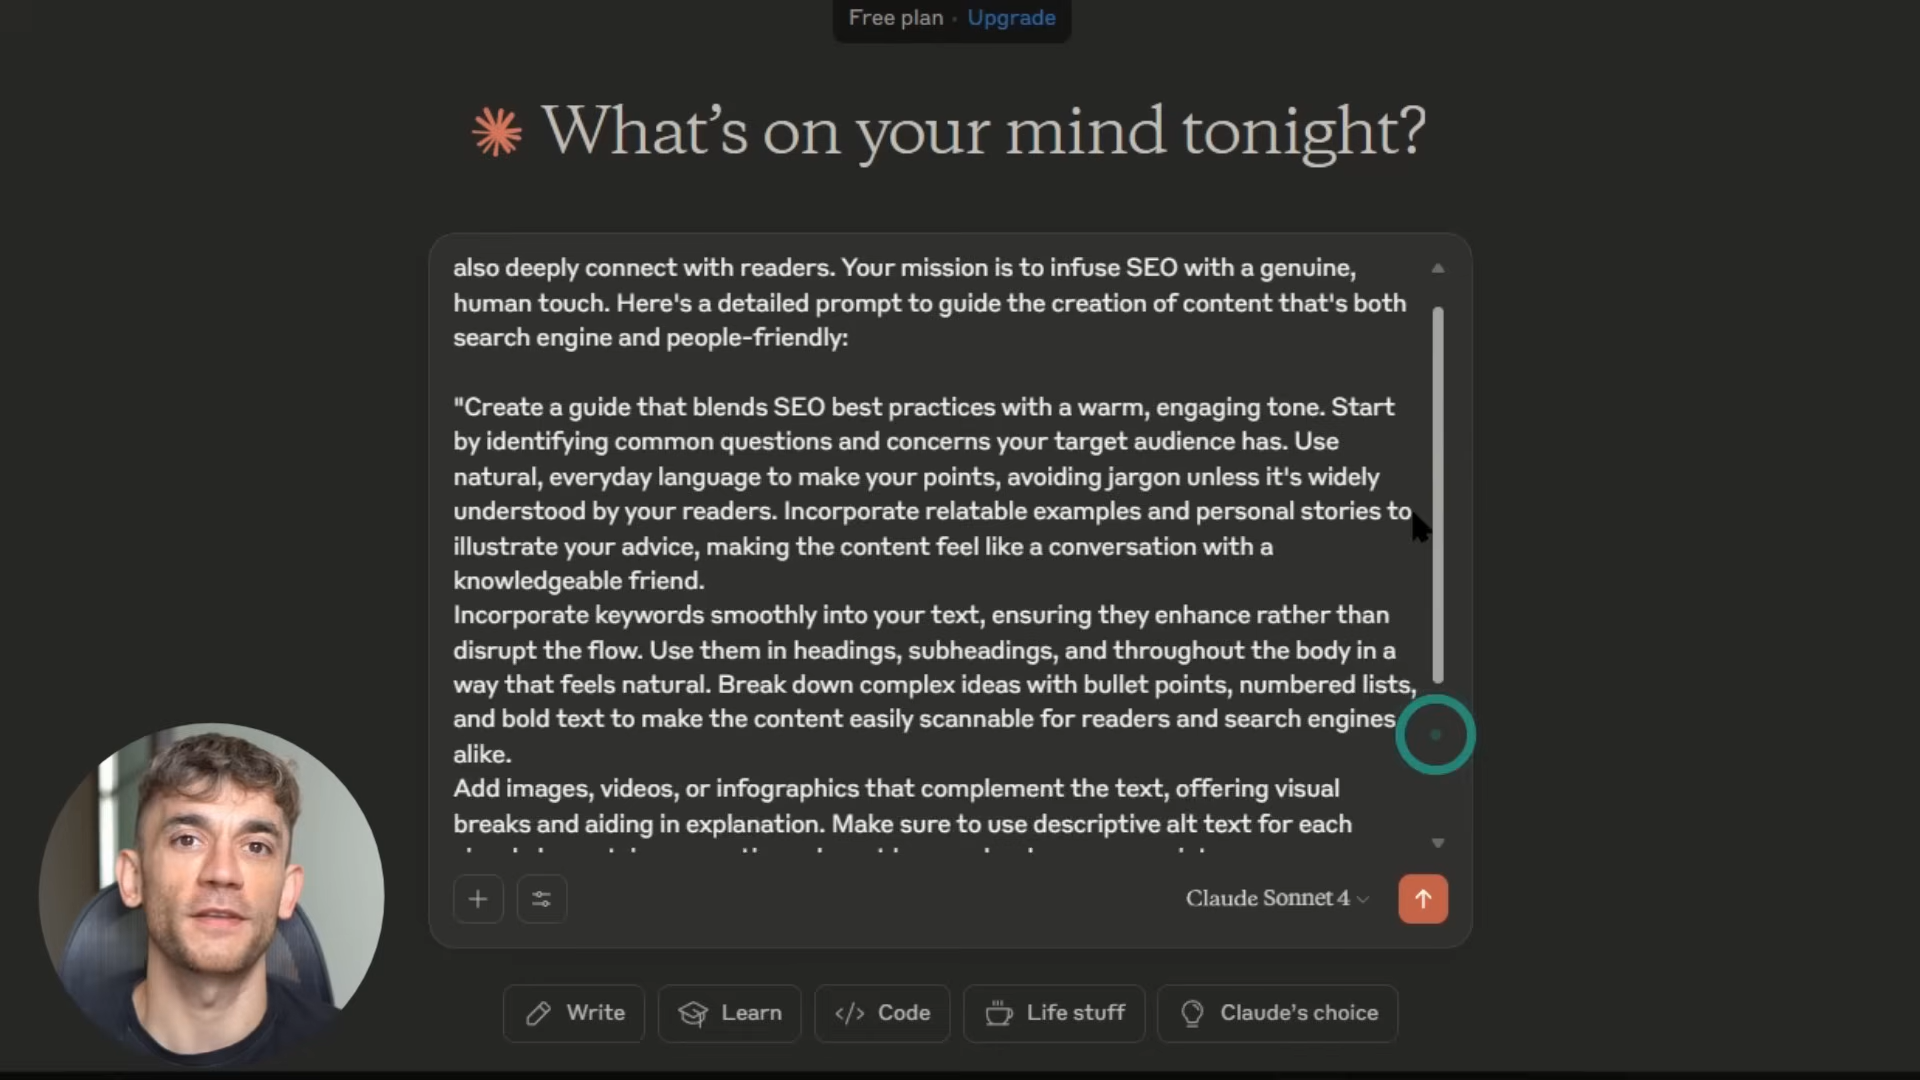 Free plan · Upgrade
What's on your mind tonight?
also deeply connect with readers. Your mission is to infuse SEO with a genuine,
human touch. Here's a detailed prompt to guide the creation of content that's both
search engine and people-friendly:
"Create a guide that blends SEO best practices with a warm, engaging tone. Start
by identifying common questions and concerns your target audience has. Use
natural, everyday language to make your points, avoiding jargon unless it's widely
understood by your readers. Incorporate relatable examples and personal stories to
illustrate your advice, making the content feel like a conversation with a
knowledgeable friend.
Incorporate keywords smoothly into your text, ensuring they enhance rather than
disrupt the flow. Use them in headings, subheadings, and throughout the body in a
way that feels natural. Break down complex ideas with bullet points, numbered lists,
and bold text to make the content easily scannable for readers and search engines
alike.
Add images, videos, or infographics that complement the text, offering visual
breaks and aiding in explanation. Make sure to use descriptive alt text for each
Claude Sonnet 4
Write
Learn
Code
Life stuff
Claude's choice